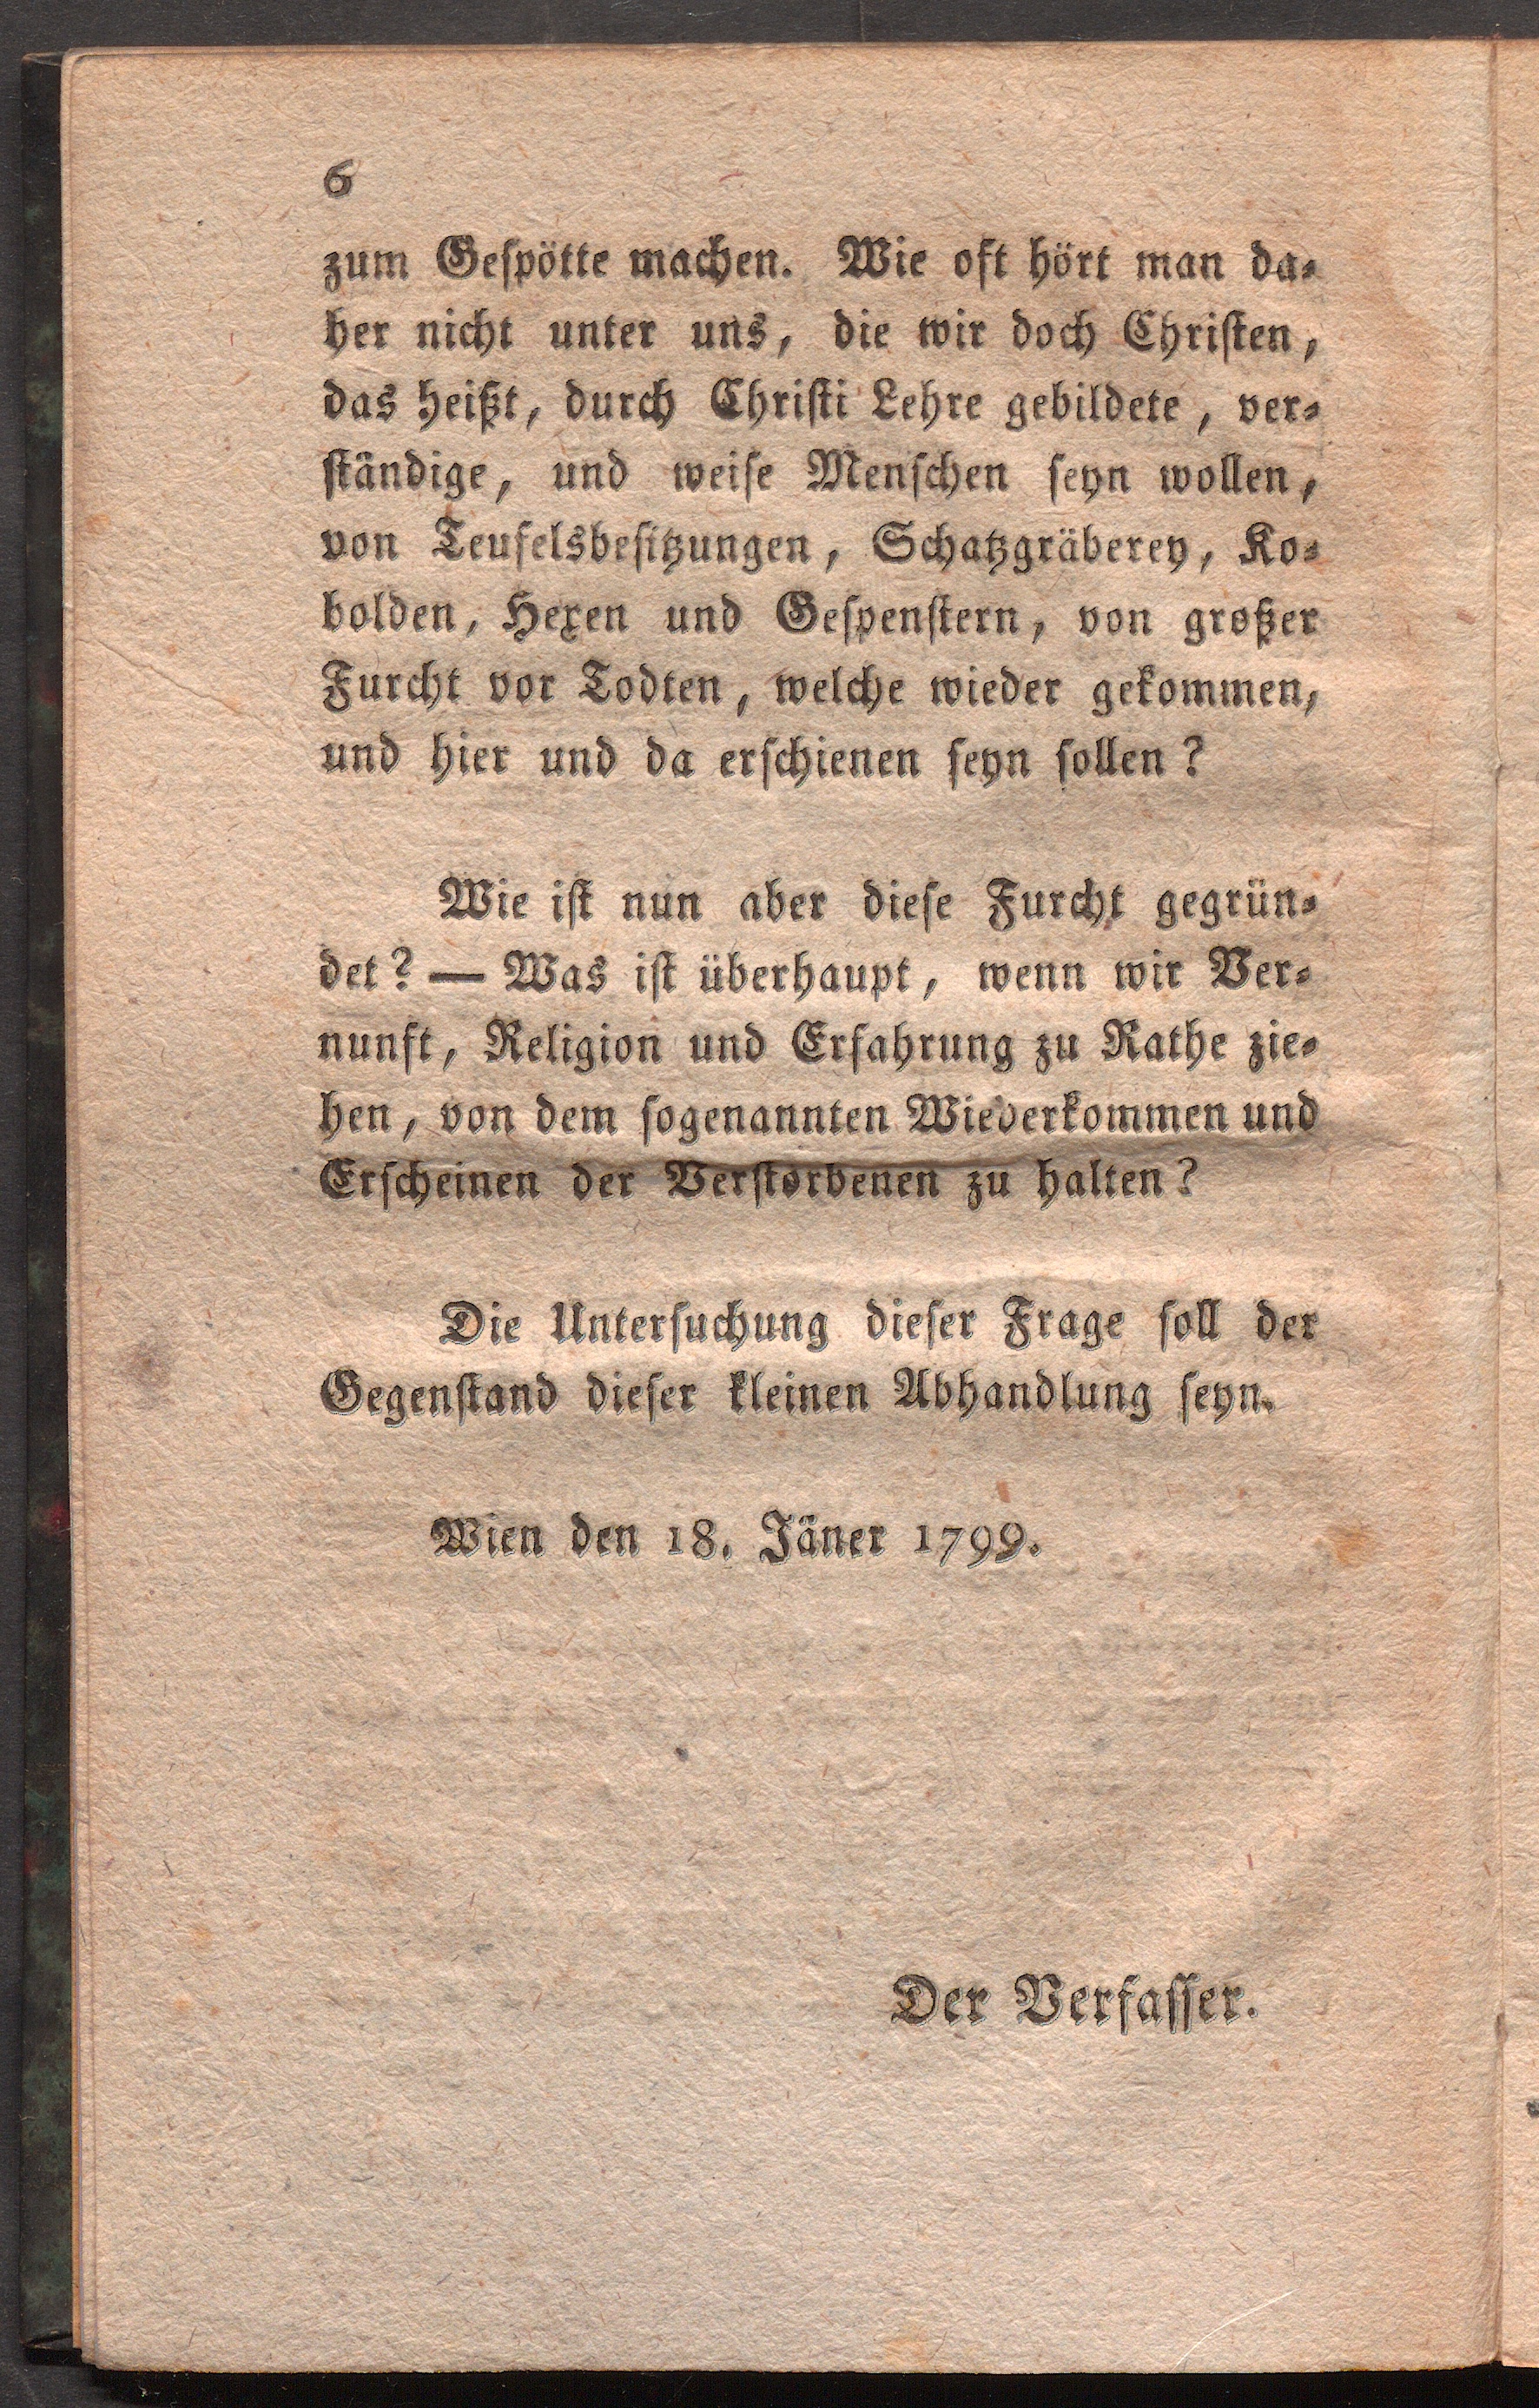 6
zum Geſpötte machen. Wie oft hört man da⸗
her nicht unter uns, die wir doch Chriſten,
das heißt, durch Chriſti Lehre gebildete, ver⸗
ſtändige, und weiſe Menſchen ſeyn wollen,
von Teufelsbeſitzungen, Schatzgräberey, Ko⸗
bolden, Hexen und Geſpenſtern, von großer
Furcht vor Todten, welche wieder gekommen,
und hier und da erſchienen ſeyn ſollen?
Wie iſt nun aber dieſe Furcht gegrün⸗
det? — Was iſt überhaupt, wenn wir Ver⸗
nunft, Religion und Erfahrung zu Rathe zie⸗
hen, von dem ſogenannten Wiederkommen und
Erſcheinen der Verſtorbenen zu halten?
Die Unterſuchung dieſer Frage ſoll der
Gegenſtand dieſer kleinen Abhandlung ſeyn.
Wien den 18. Jäner 1799.
Der Verfaſſer.